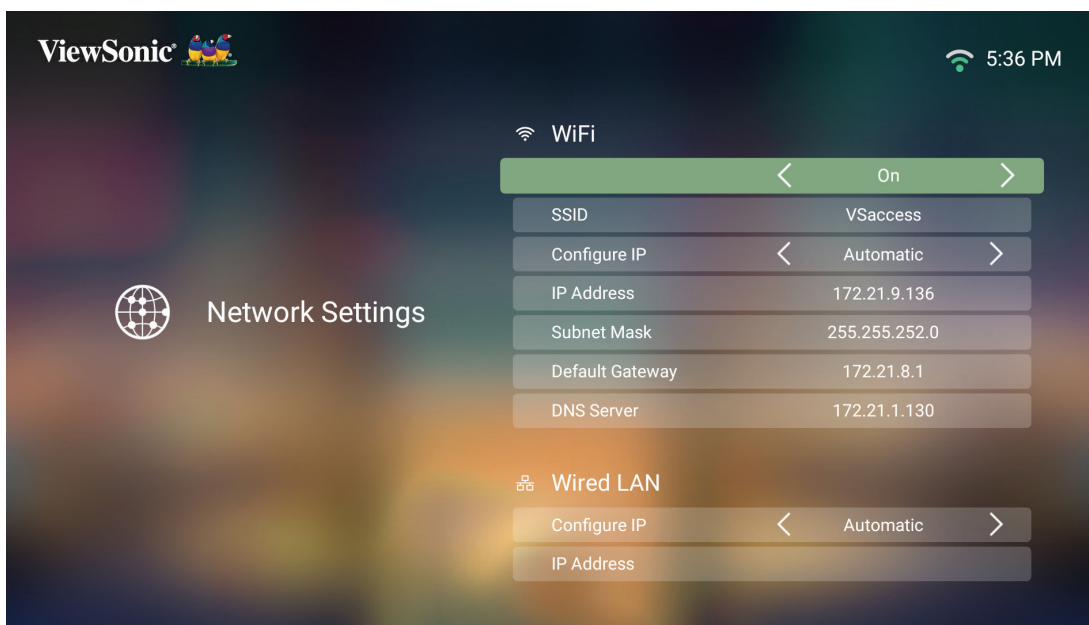 ViewSonic®
5:36 PM
WiFi
On
SSID VSaccess
Configure IP Automatic
IP Address 172.21.9.136
Network Settings
Subnet Mask 255.255.252.0
Default Gateway 172.21.8.1
DNS Server 172.21.1.130
Wired LAN
Configure IP Automatic
IP Address